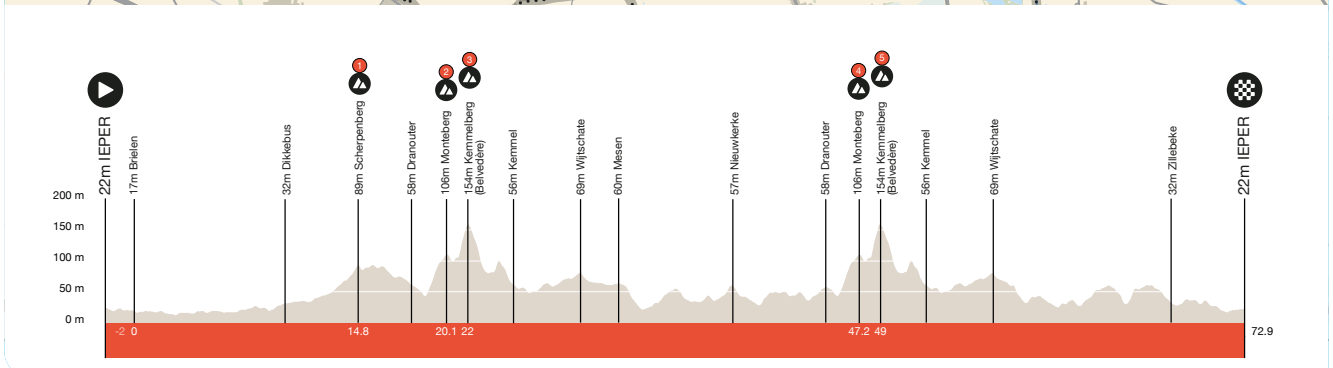 1
2
3
4
5
22m IEPER
17m Brielen
32m Dikkebus
89m Scherpenberg
58m Dranouter
106m Monteberg
154m Kemmelberg
(Belvedère)
56m Kemmel
69m Wijtschate
60m Mesen
57m Nieuwkerke
58m Dranouter
106m Monteberg
154m Kemmelberg
(Belvedère)
56m Kemmel
69m Wijtschate
32m Zillebeke
22m IEPER
200 m
150 m
100 m
50 m
0 m
-2 0 14.8 20.1 22 47.2 49 72.9